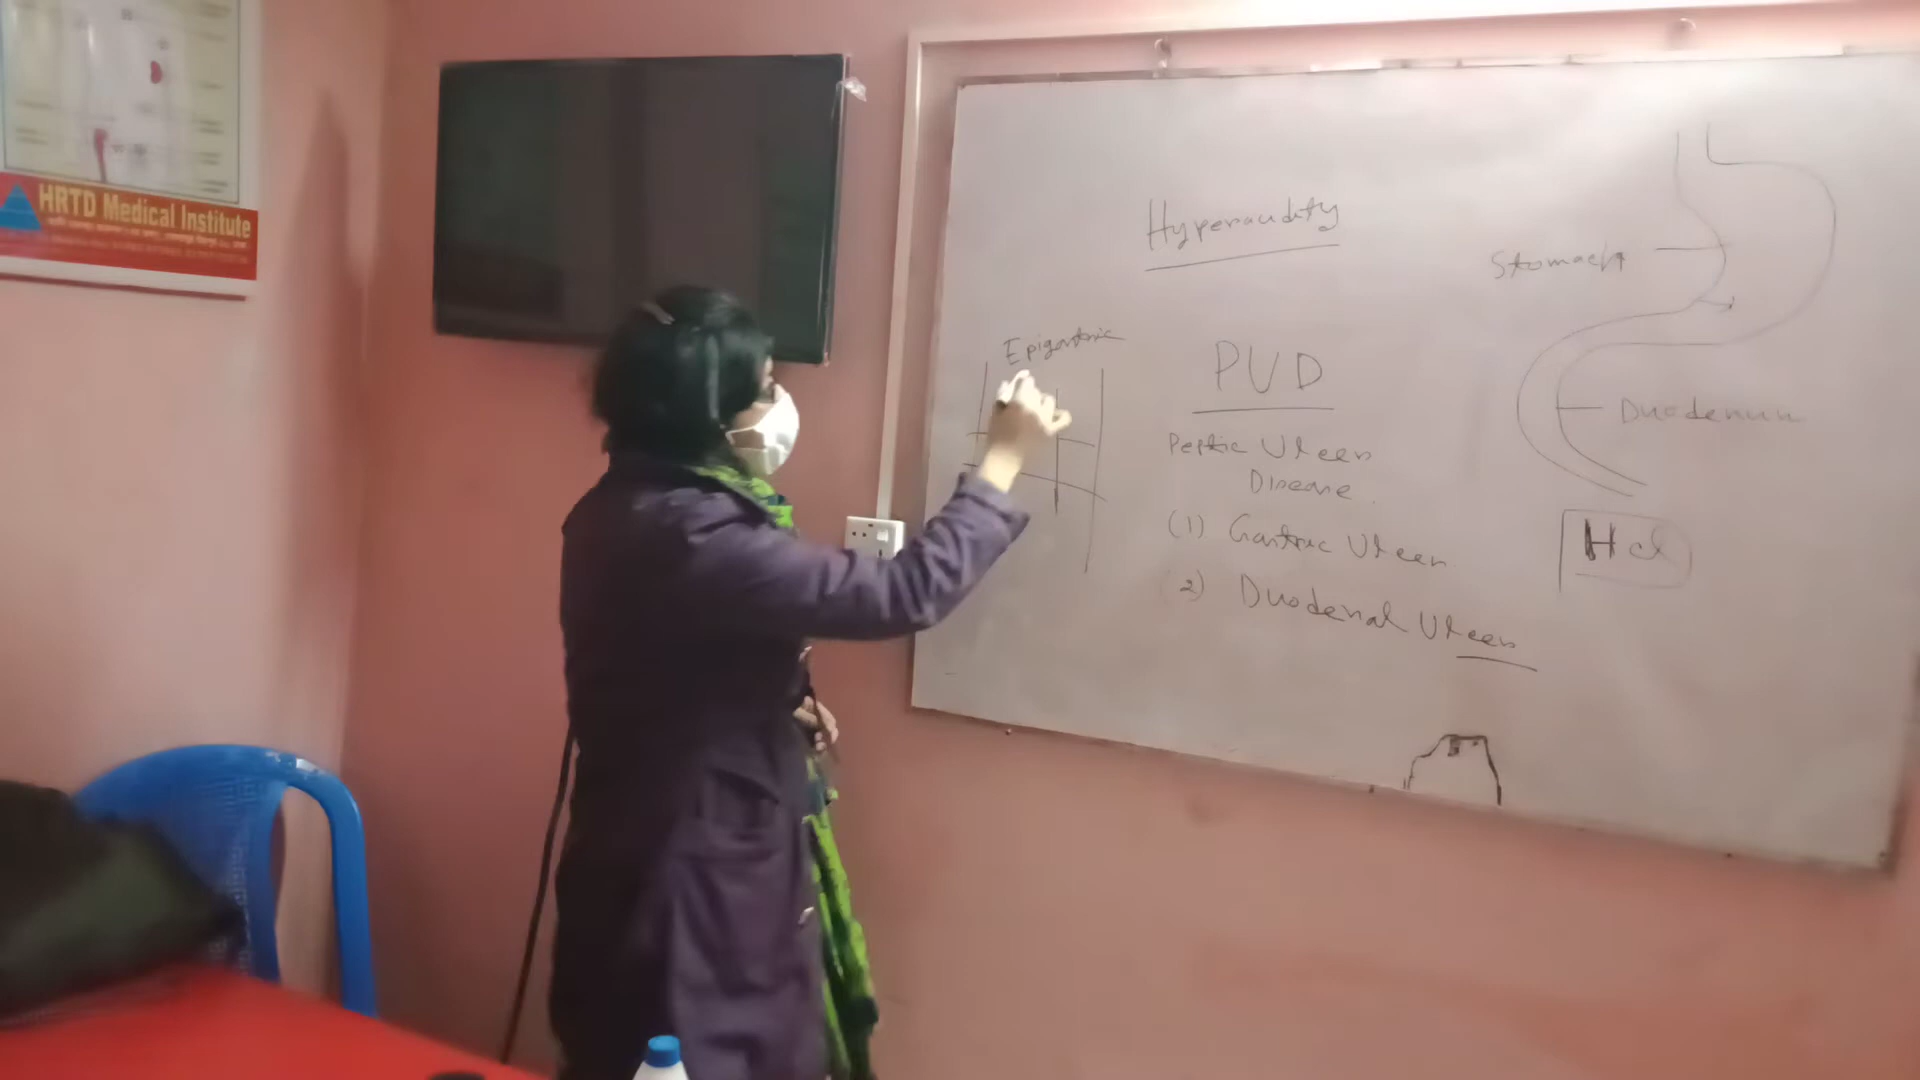 HRTD Medical Institute
Hyperacidity
Stomach
Epigastric
PUD
Duodenum
Peptic Ulcer
Disease
(1) Gastric Ulcer
2) Duodenal Ulcer
Hcl